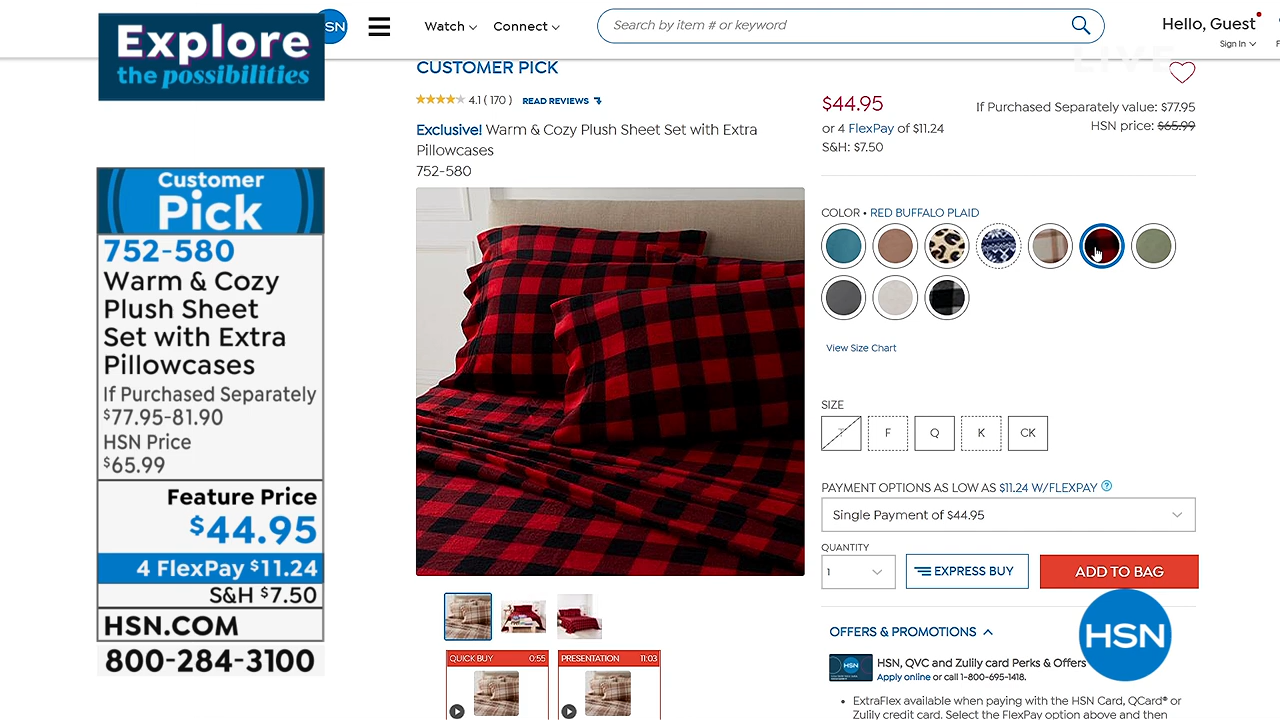 Explore
the possibilities
HSN
Watch
Connect
Search by item # or keyword
Hello, Guest
Sign In
LIVE
CUSTOMER PICK
4.1 ( 170 )
READ REVIEWS
Exclusive! Warm & Cozy Plush Sheet Set with Extra
Pillowcases
752-580
$44.95
or 4 FlexPay of $11.24
S&H: $7.50
If Purchased Separately value: $77.95
HSN price: $65.99
Customer
Pick
752-580
Warm & Cozy
Plush Sheet
Set with Extra
Pillowcases
If Purchased Separately
$77.95-81.90
HSN Price
$65.99
Feature Price
$44.95
4 FlexPay $11.24
S&H $7.50
HSN.COM
800-284-3100
COLOR • RED BUFFALO PLAID
View Size Chart
SIZE
T
F
Q
K
CK
PAYMENT OPTIONS AS LOW AS $11.24 W/FLEXPAY
Single Payment of $44.95
QUANTITY
1
EXPRESS BUY
ADD TO BAG
OFFERS & PROMOTIONS
HSN
HSN
HSN, QVC and Zulily card Perks & Offers
Apply online or call 1-800-695-1418.
• ExtraFlex available when paying with the HSN Card, QCard® or
Zulily credit card. Select the FlexPay option above and then
QUICK BUY 0:55
PRESENTATION 11:03